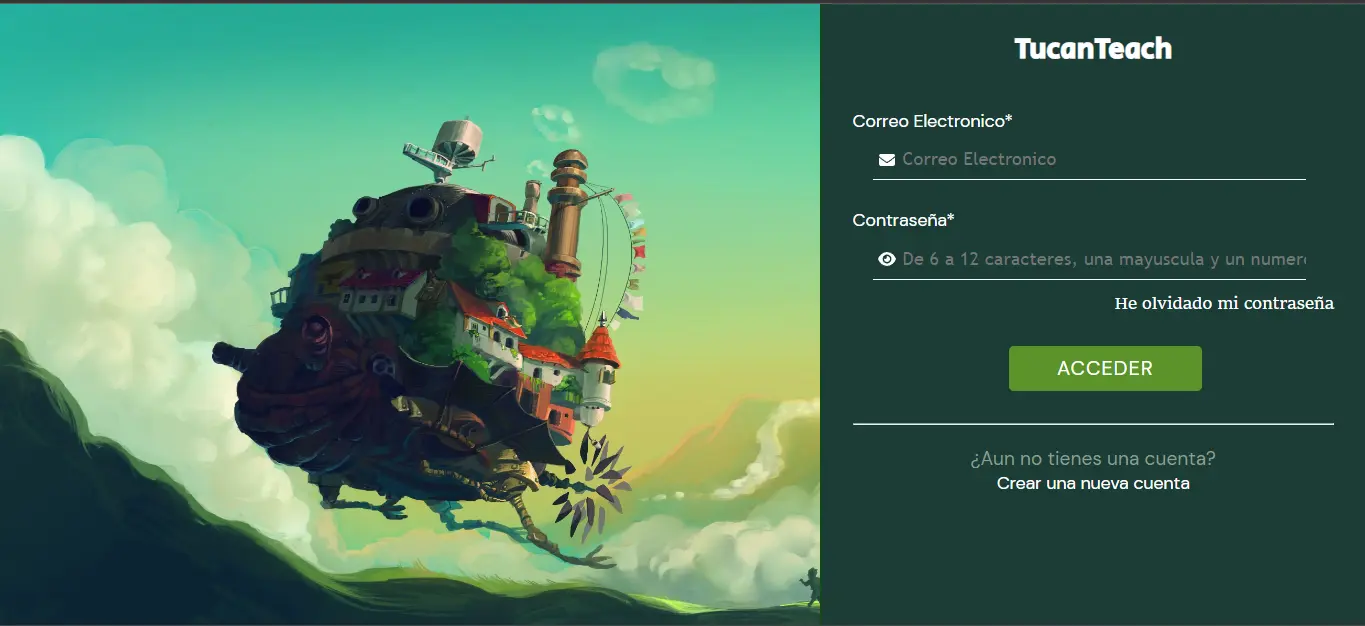 TucanTeach
Correo Electronico*
Correo Electronico
Contraseña*
De 6 a 12 caracteres, una mayuscula y un numer
He olvidado mi contraseña
ACCEDER
¿Aun no tienes una cuenta?
Crear una nueva cuenta